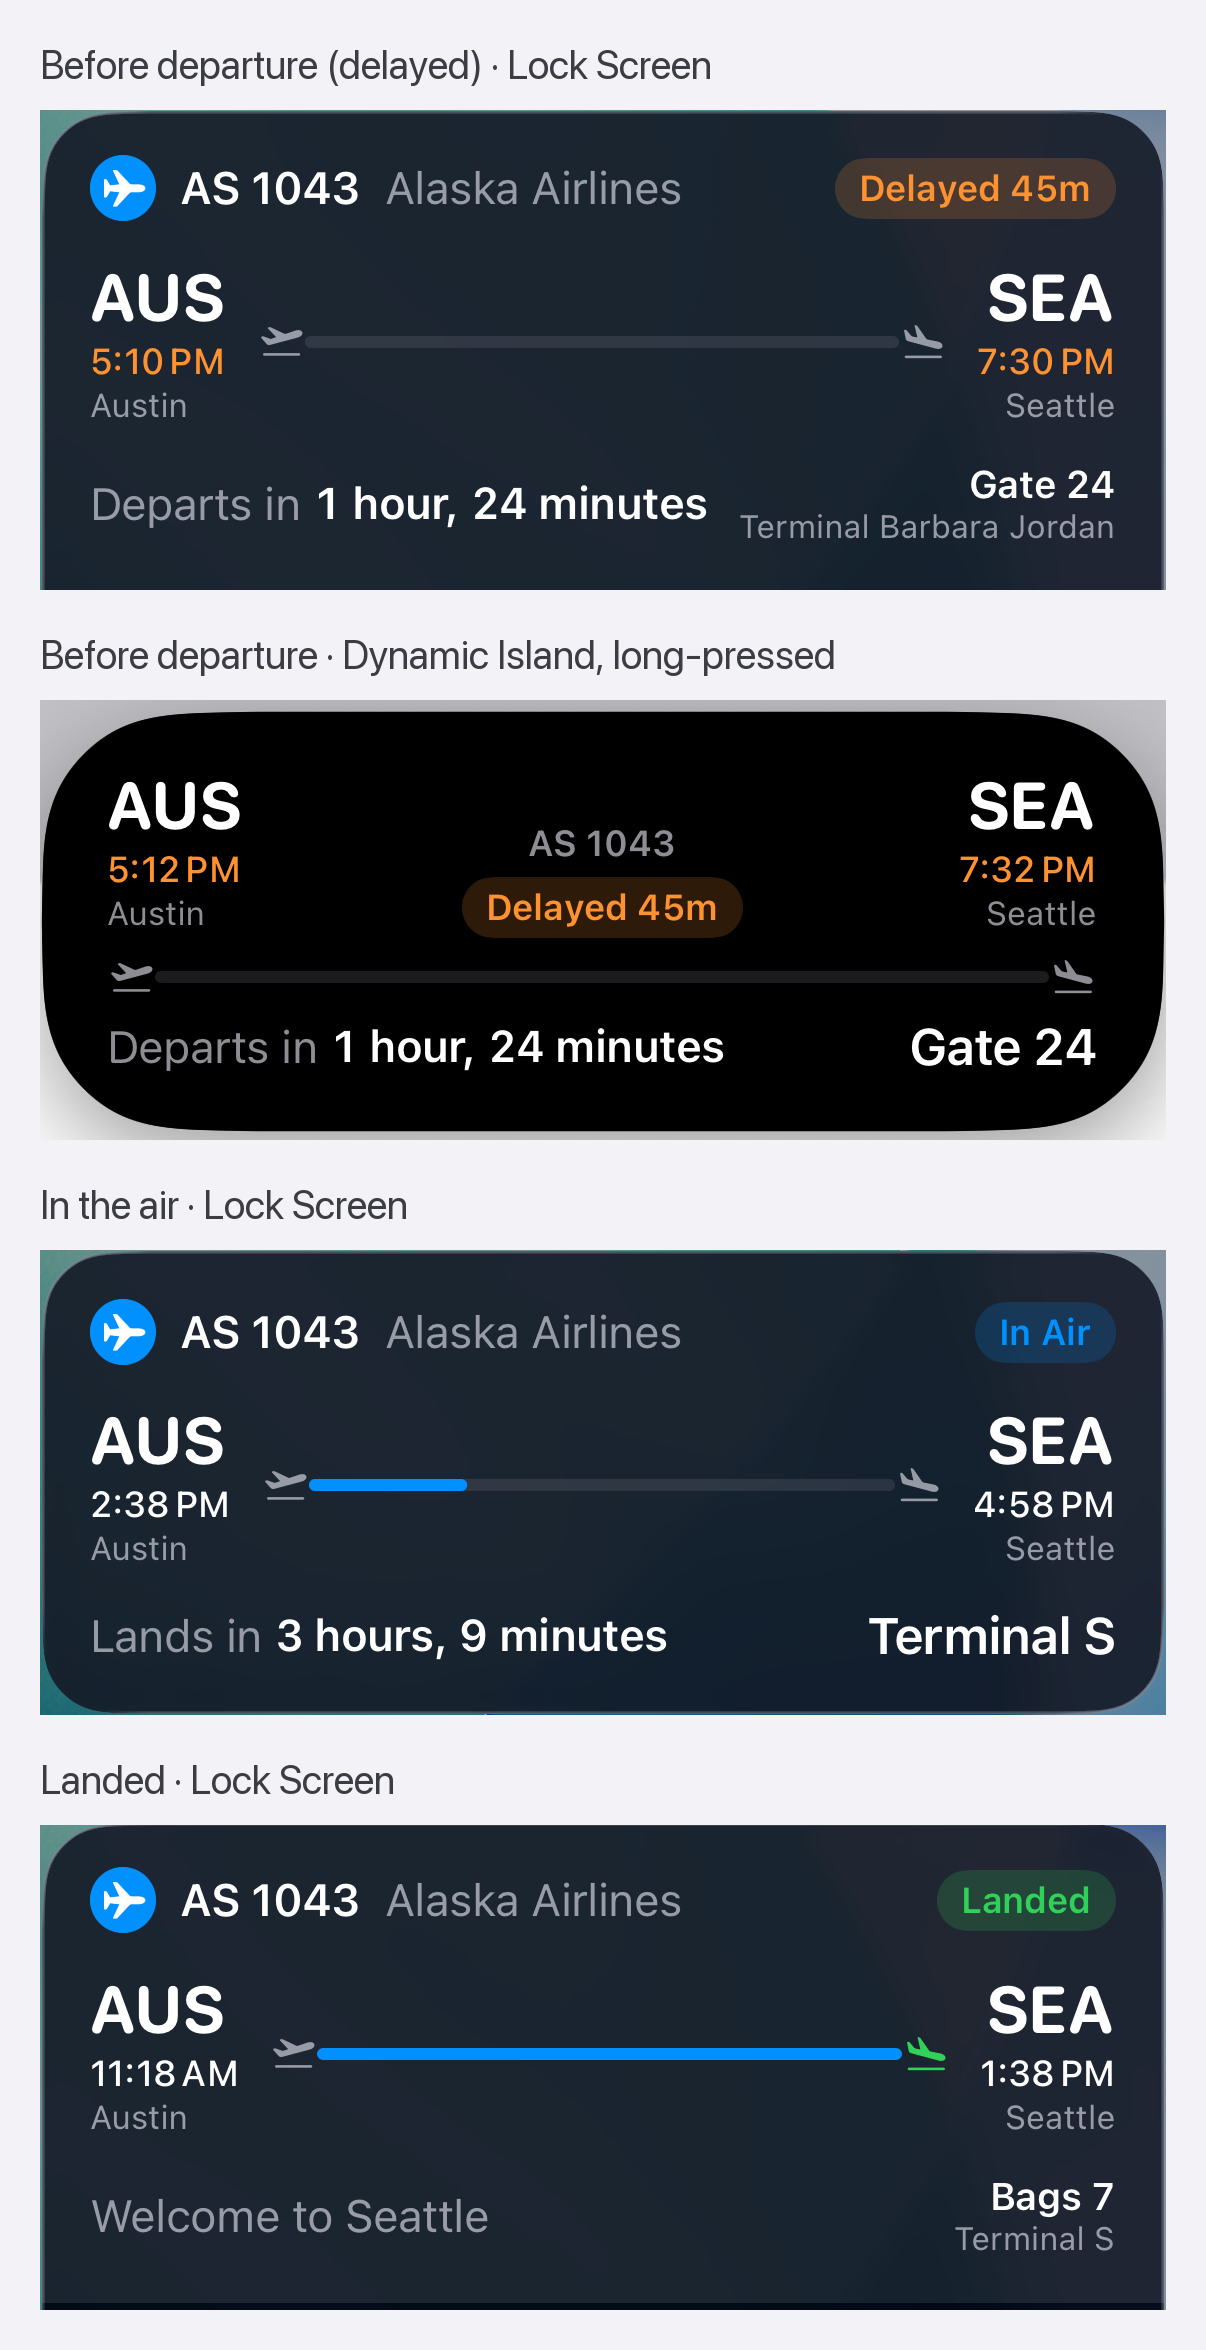 Before departure (delayed) · Lock Screen
AS 1043 Alaska Airlines Delayed 45m
AUS SEA
5:10 PM 7:30 PM
Austin Seattle
Departs in 1 hour, 24 minutes Gate 24
Terminal Barbara Jordan
Before departure · Dynamic Island, long-pressed
AUS SEA
AS 1043
5:12 PM 7:32 PM
Delayed 45m
Austin Seattle
Departs in 1 hour, 24 minutes Gate 24
In the air · Lock Screen
AS 1043 Alaska Airlines In Air
AUS SEA
2:38 PM 4:58 PM
Austin Seattle
Lands in 3 hours, 9 minutes Terminal S
Landed · Lock Screen
AS 1043 Alaska Airlines Landed
AUS SEA
11:18 AM 1:38 PM
Austin Seattle
Welcome to Seattle Bags 7
Terminal S